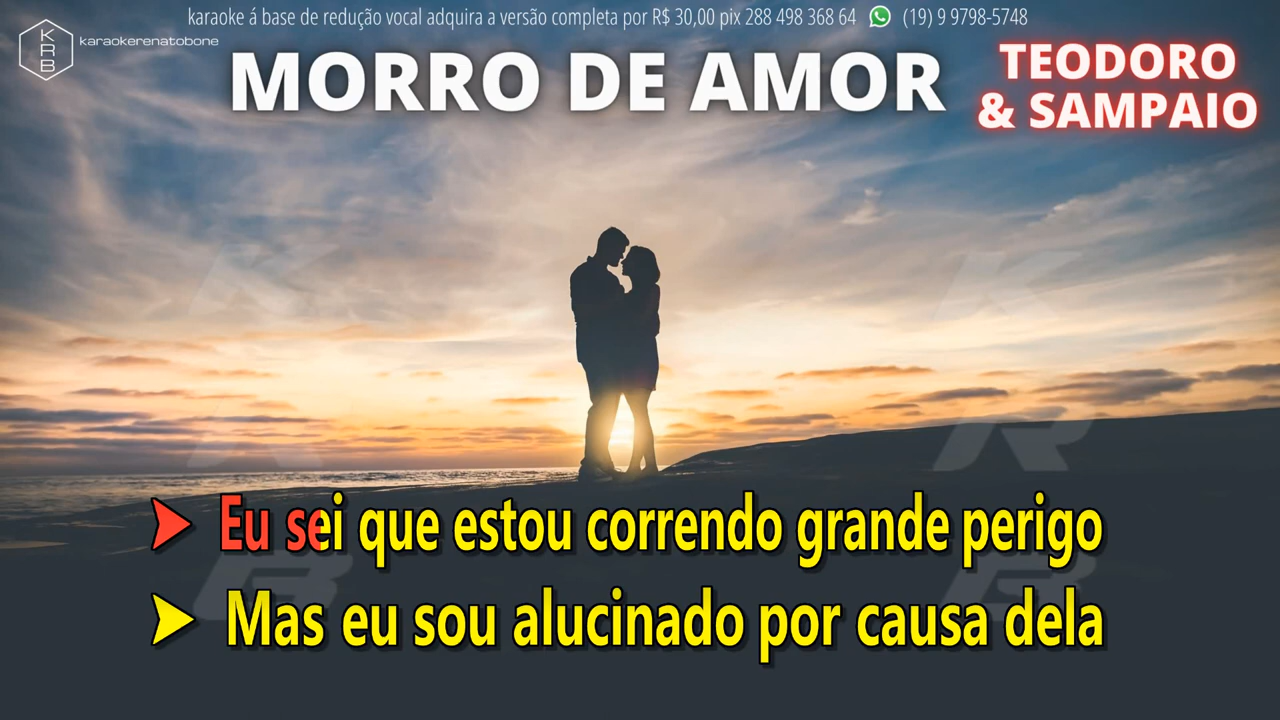 karaoke á base de redução vocal adquira a versão completa por R$ 30,00 pix 288 498 368 64 (19) 9 9798-5748
KRB
karaokerenatobone
MORRO DE AMOR
TEODORO
& SAMPAIO
K K
R R
➤ Eu sei que estou correndo grande perigo
B B
➤ Mas eu sou alucinado por causa dela